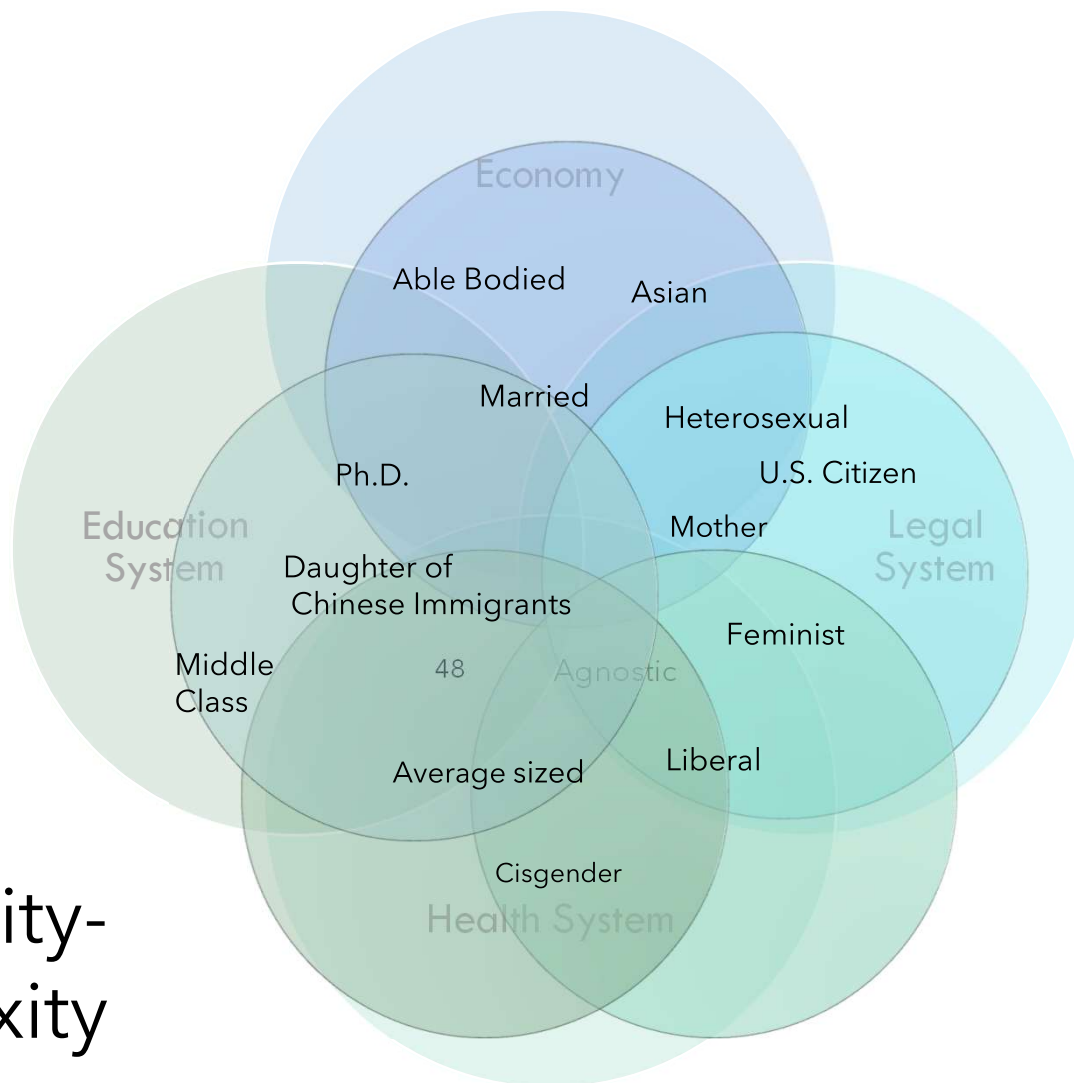 Economy
Able Bodied
Asian
Married
Heterosexual
Ph.D.
U.S. Citizen
Education
System
Mother
Legal
System
Daughter of
Chinese Immigrants
Feminist
Middle
Class
48
Agnostic
Liberal
Average sized
Cisgender
Health System
ity-
xity